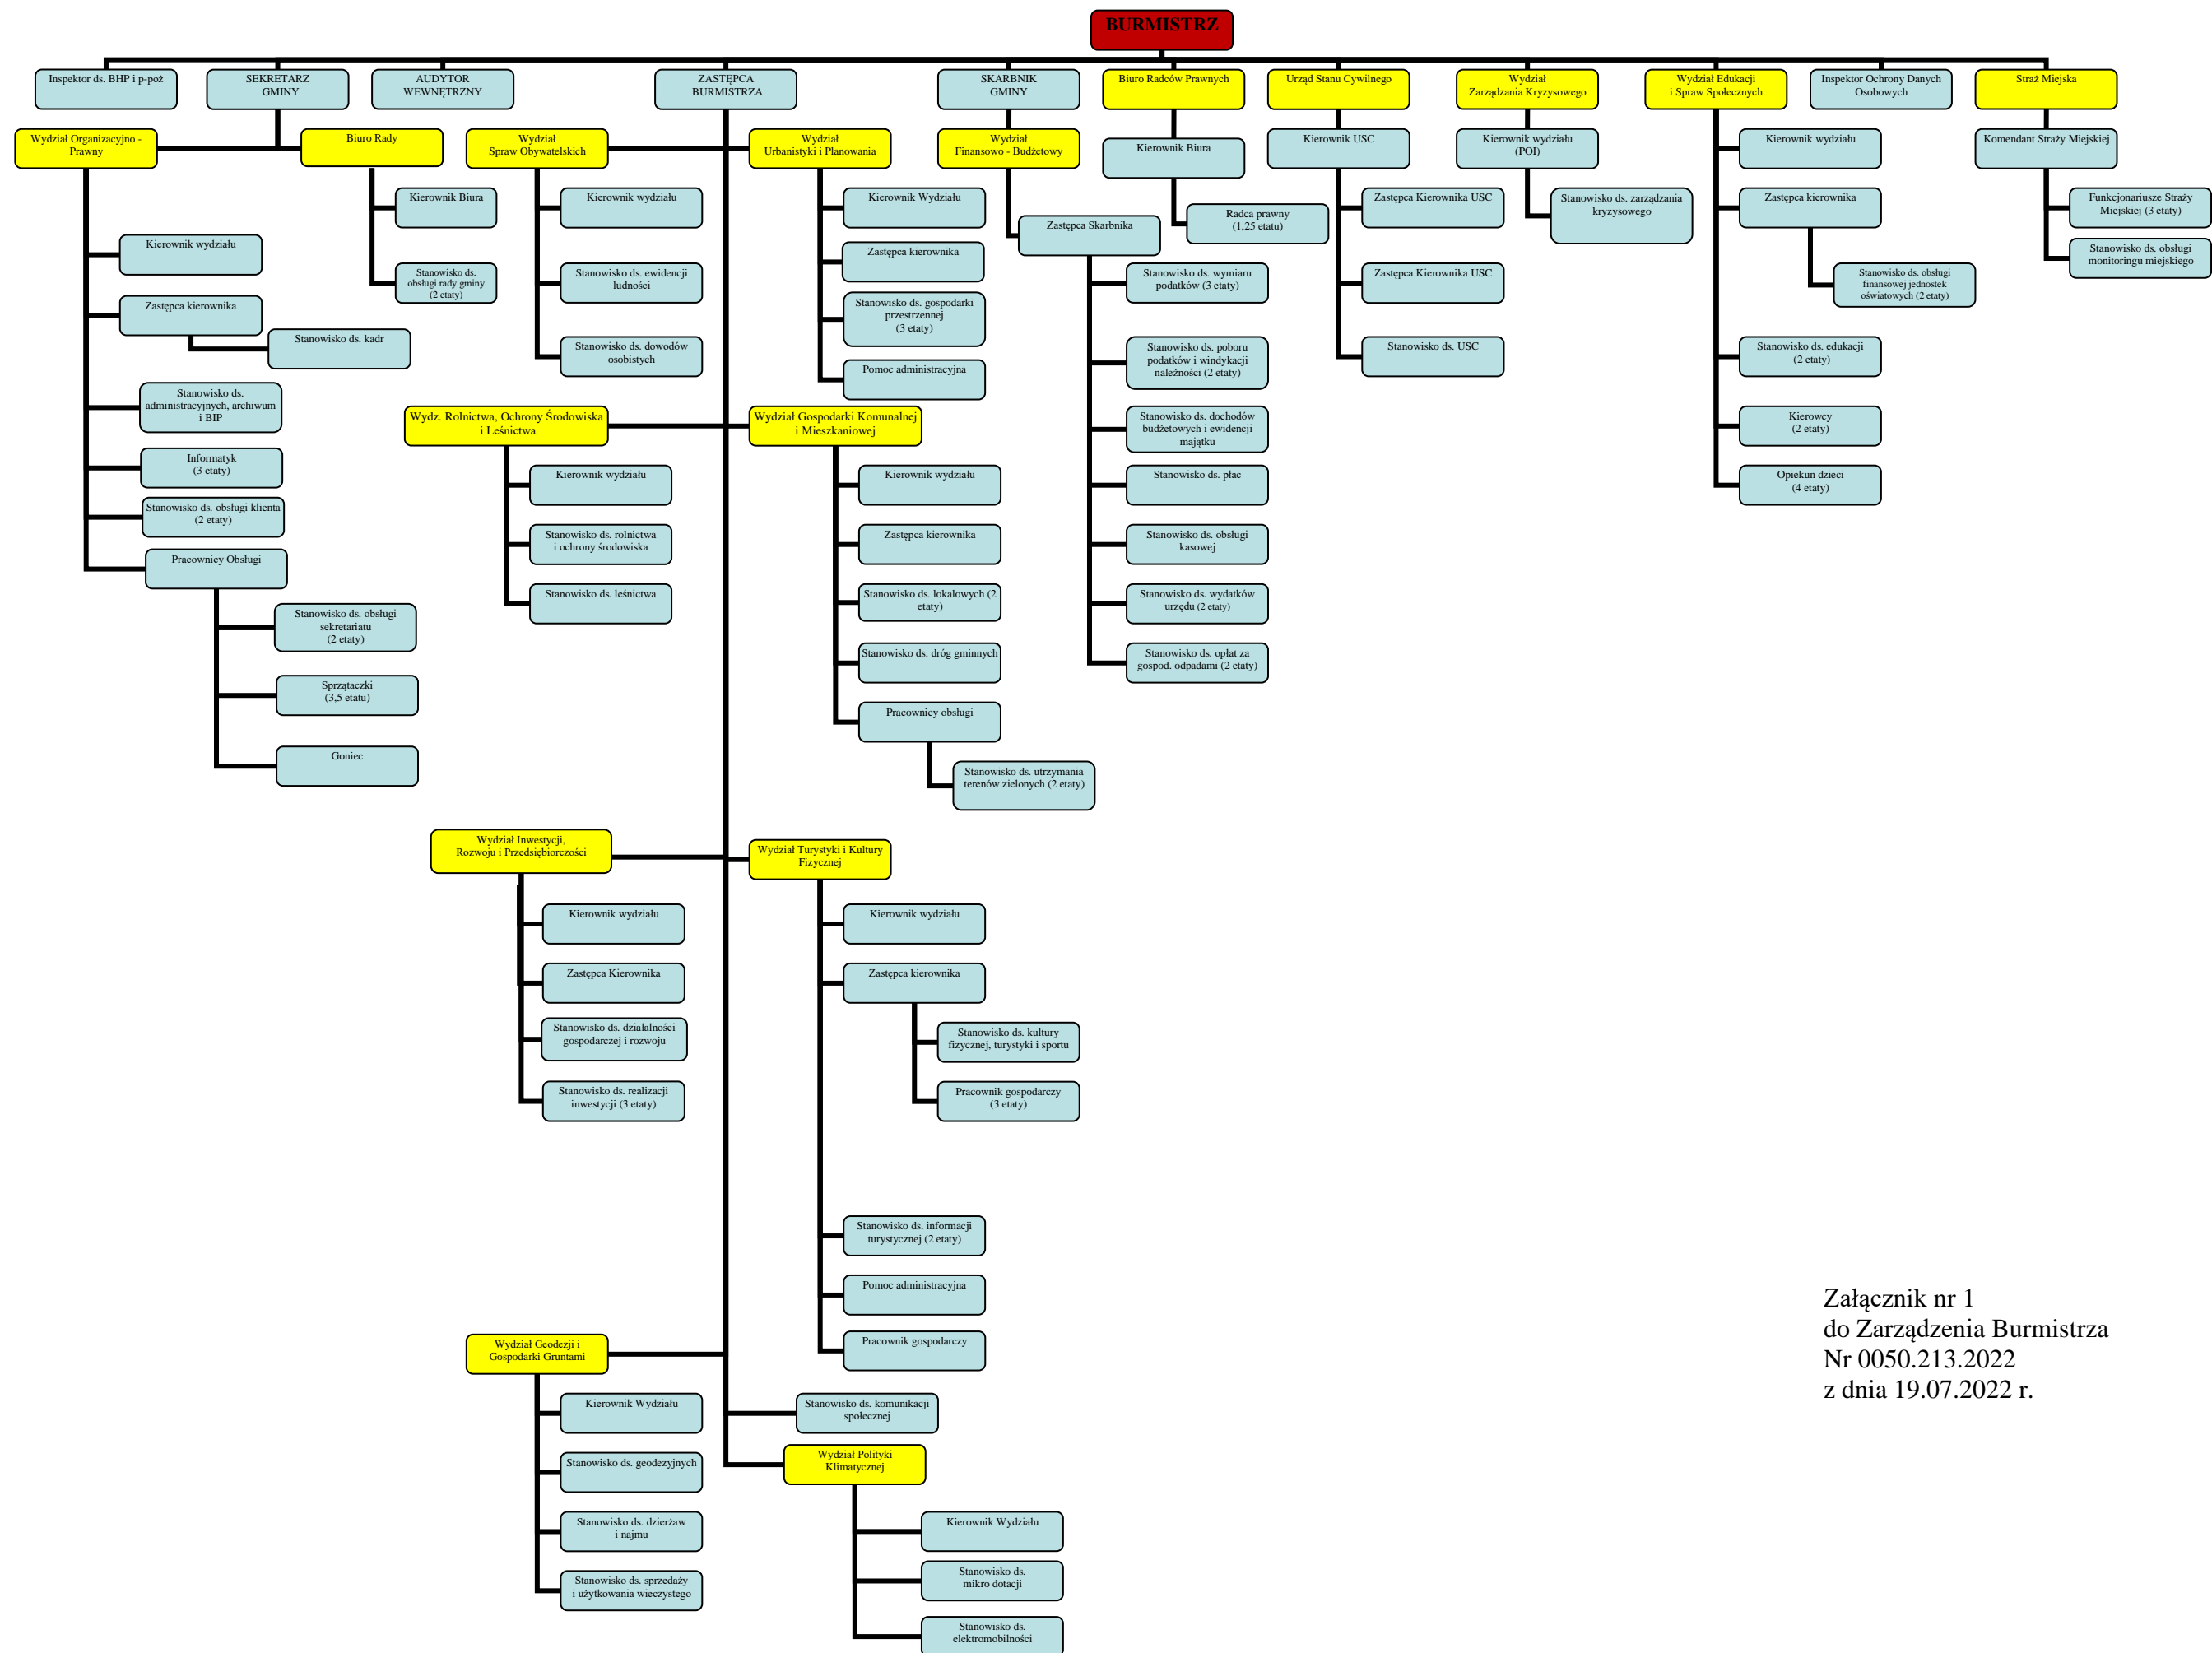 BURMISTRZ
Inspektor ds. BHP i p-poż
SEKRETARZ
GMINY
AUDYTOR
WEWNĘTRZNY
ZASTĘPCA
BURMISTRZA
SKARBNIK
GMINY
Biuro Radców Prawnych
Urząd Stanu Cywilnego
Wydział
Zarządzania Kryzysowego
Wydział Edukacji
i Spraw Społecznych
Inspektor Ochrony Danych
Osobowych
Straż Miejska
Wydział Organizacyjno -
Prawny
Biuro Rady
Wydział
Spraw Obywatelskich
Wydział
Urbanistyki i Planowania
Wydział
Finansowo - Budżetowy
Kierownik Biura
Kierownik USC
Kierownik wydziału
(POI)
Kierownik wydziału
Komendant Straży Miejskiej
Kierownik Biura
Stanowisko ds.
obsługi rady gminy
(2 etaty)
Kierownik wydziału
Zastępca kierownika
Stanowisko ds. kadr
Stanowisko ds.
administracyjnych, archiwum
i BIP
Informatyk
(3 etaty)
Stanowisko ds. obsługi klienta
(2 etaty)
Pracownicy Obsługi
Stanowisko ds. obsługi
sekretariatu
(2 etaty)
Sprzątaczki
(3,5 etatu)
Goniec
Kierownik wydziału
Stanowisko ds. ewidencji
ludności
Stanowisko ds. dowodów
osobistych
Kierownik Wydziału
Zastępca kierownika
Stanowisko ds. gospodarki
przestrzennej
(3 etaty)
Pomoc administracyjna
Zastępca Skarbnika
Stanowisko ds. wymiaru
podatków (3 etaty)
Stanowisko ds. poboru
podatków i windykacji
należności (2 etaty)
Stanowisko ds. dochodów
budżetowych i ewidencji
majątku
Stanowisko ds. płac
Stanowisko ds. obsługi
kasowej
Stanowisko ds. wydatków
urzędu (2 etaty)
Stanowisko ds. opłat za
gospod. odpadami (2 etaty)
Radca prawny
(1,25 etatu)
Zastępca Kierownika USC
Zastępca Kierownika USC
Stanowisko ds. USC
Stanowisko ds. zarządzania
kryzysowego
Zastępca kierownika
Stanowisko ds. obsługi
finansowej jednostek
oświatowych (2 etaty)
Stanowisko ds. edukacji
(2 etaty)
Kierowcy
(2 etaty)
Opiekun dzieci
(4 etaty)
Funkcjonariusze Straży
Miejskiej (3 etaty)
Stanowisko ds. obsługi
monitoringu miejskiego
Wydz. Rolnictwa, Ochrony Środowiska
i Leśnictwa
Kierownik wydziału
Stanowisko ds. rolnictwa
i ochrony środowiska
Stanowisko ds. leśnictwa
Wydział Gospodarki Komunalnej
i Mieszkaniowej
Kierownik wydziału
Zastępca kierownika
Stanowisko ds. lokalowych (2
etaty)
Stanowisko ds. dróg gminnych
Pracownicy obsługi
Stanowisko ds. utrzymania
terenów zielonych (2 etaty)
Wydział Inwestycji,
Rozwoju i Przedsiębiorczości
Kierownik wydziału
Zastępca Kierownika
Stanowisko ds. działalności
gospodarczej i rozwoju
Stanowisko ds. realizacji
inwestycji (3 etaty)
Wydział Turystyki i Kultury
Fizycznej
Kierownik wydziału
Zastępca kierownika
Stanowisko ds. kultury
fizycznej, turystyki i sportu
Pracownik gospodarczy
(3 etaty)
Stanowisko ds. informacji
turystycznej (2 etaty)
Pomoc administracyjna
Pracownik gospodarczy
Wydział Geodezji i
Gospodarki Gruntami
Kierownik Wydziału
Stanowisko ds. geodezyjnych
Stanowisko ds. dzierżaw
i najmu
Stanowisko ds. sprzedaży
i użytkowania wieczystego
Stanowisko ds. komunikacji
społecznej
Wydział Polityki
Klimatycznej
Kierownik Wydziału
Stanowisko ds.
mikro dotacji
Stanowisko ds.
elektromobilności
Załącznik nr 1
do Zarządzenia Burmistrza
Nr 0050.213.2022
z dnia 19.07.2022 r.